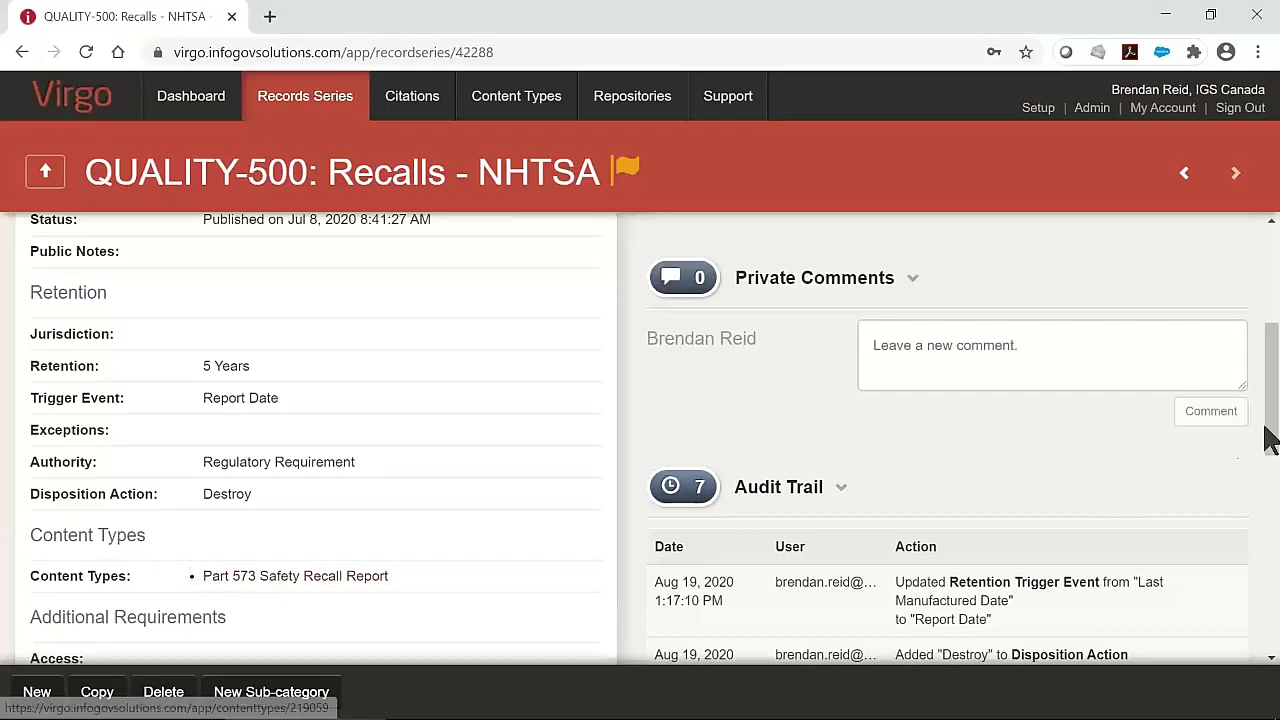 QUALITY-500: Recalls - NHTSA -
virgo.infogovsolutions.com/app/recordseries/42288
Virgo
Dashboard
Records Series
Citations
Content Types
Repositories
Support
Brendan Reid, IGS Canada
Setup | Admin | My Account | Sign Out
QUALITY-500: Recalls - NHTSA
Status: Published on Jul 8, 2020 8:41:27 AM
Public Notes:
Retention
Jurisdiction:
Retention: 5 Years
Trigger Event: Report Date
Exceptions:
Authority: Regulatory Requirement
Disposition Action: Destroy
Content Types
Content Types: • Part 573 Safety Recall Report
Additional Requirements
Access:
0 Private Comments
Brendan Reid
Leave a new comment.
Comment
7 Audit Trail
Date User Action
Aug 19, 2020 brendan.reid@... Updated Retention Trigger Event from "Last
1:17:10 PM Manufactured Date"
to "Report Date"
Aug 19, 2020 brendan.reid@... Added "Destroy" to Disposition Action
New
Copy
Delete
New Sub-category
https://virgo.infogovsolutions.com/app/contenttypes/219059